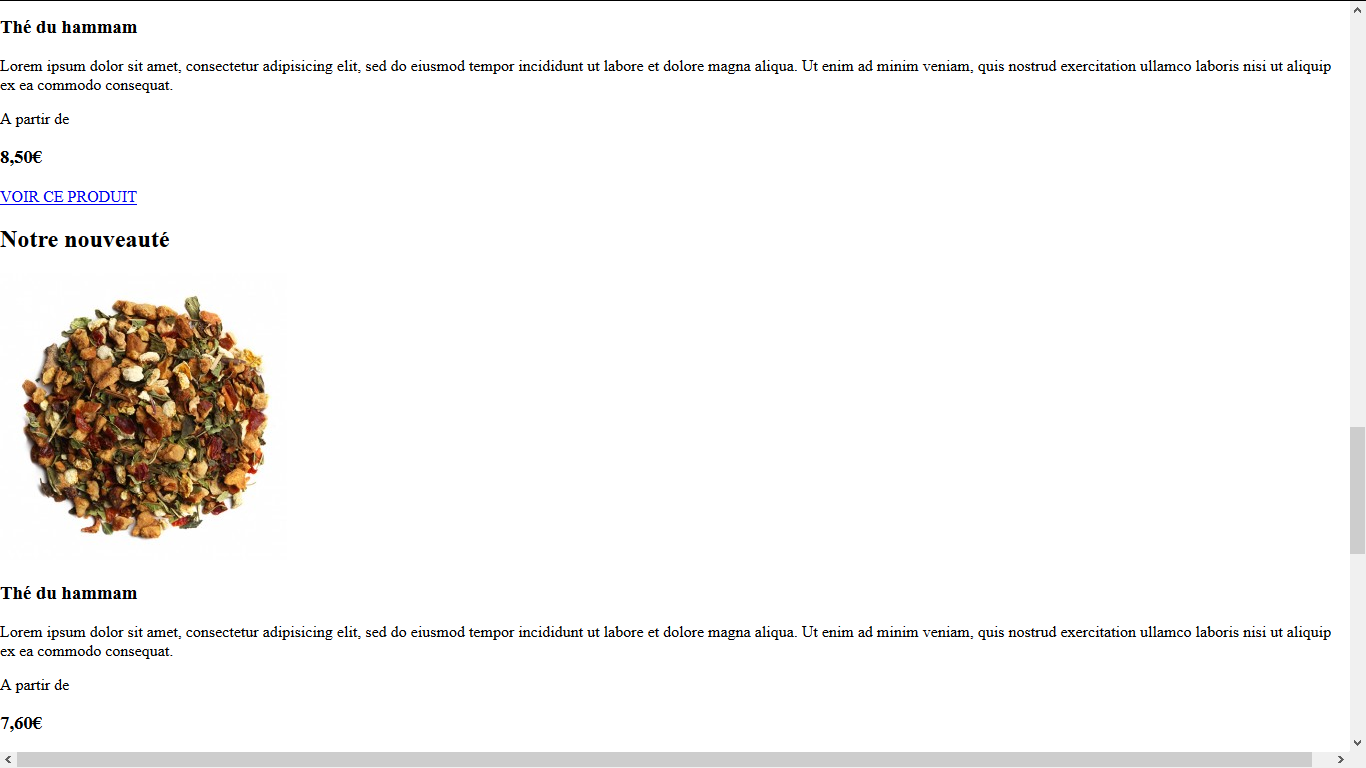 Thé du hammam
Lorem ipsum dolor sit amet, consectetur adipisicing elit, sed do eiusmod tempor incididunt ut labore et dolore magna aliqua. Ut enim ad minim veniam, quis nostrud exercitation ullamco laboris nisi ut aliquip
ex ea commodo consequat.
A partir de
8,50€
VOIR CE PRODUIT
Notre nouveauté
Thé du hammam
Lorem ipsum dolor sit amet, consectetur adipisicing elit, sed do eiusmod tempor incididunt ut labore et dolore magna aliqua. Ut enim ad minim veniam, quis nostrud exercitation ullamco laboris nisi ut aliquip
ex ea commodo consequat.
A partir de
7,60€